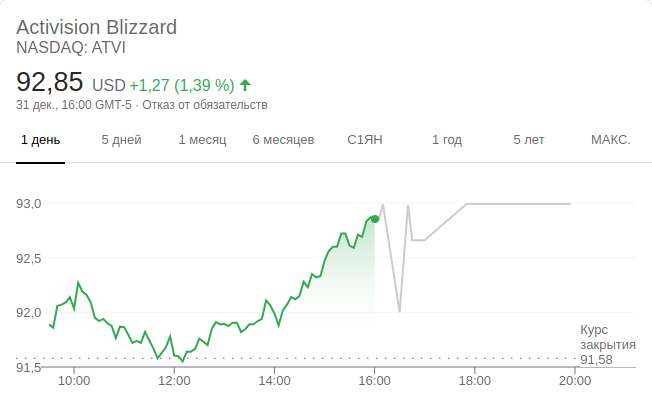 Activision Blizzard
NASDAQ: ATVI
92,85 USD +1,27 (1,39 %)
31 дек., 16:00 GMT-5 · Отказ от обязательств
1 день 5 дней 1 месяц 6 месяцев С1ЯН 1 год 5 лет МАКС.
93,0
92,5
92,0
91,5
Курс
закрытия
91,58
10:00 12:00 14:00 16:00 18:00 20:00